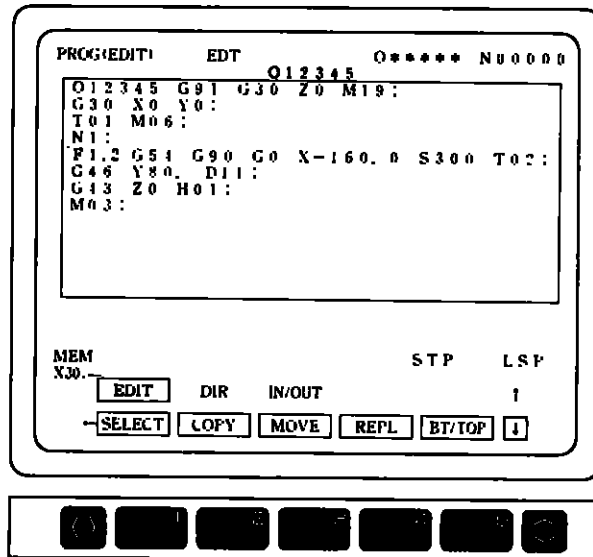 PROG(EDIT) EDT O***** NU0000
O12345
O12345 G91 G30 Z0 M19:
G30 X0 Y0:
T01 M06:
N1:
F1.2 G54 G90 G0 X-160.0 S300 T02:
G46 Y80. D11:
G43 Z0 H01:
M03:
MEM STP LSP
X30.—
EDIT DIR IN/OUT ↑
←SELECT COPY MOVE REPL BT/TOP ↓